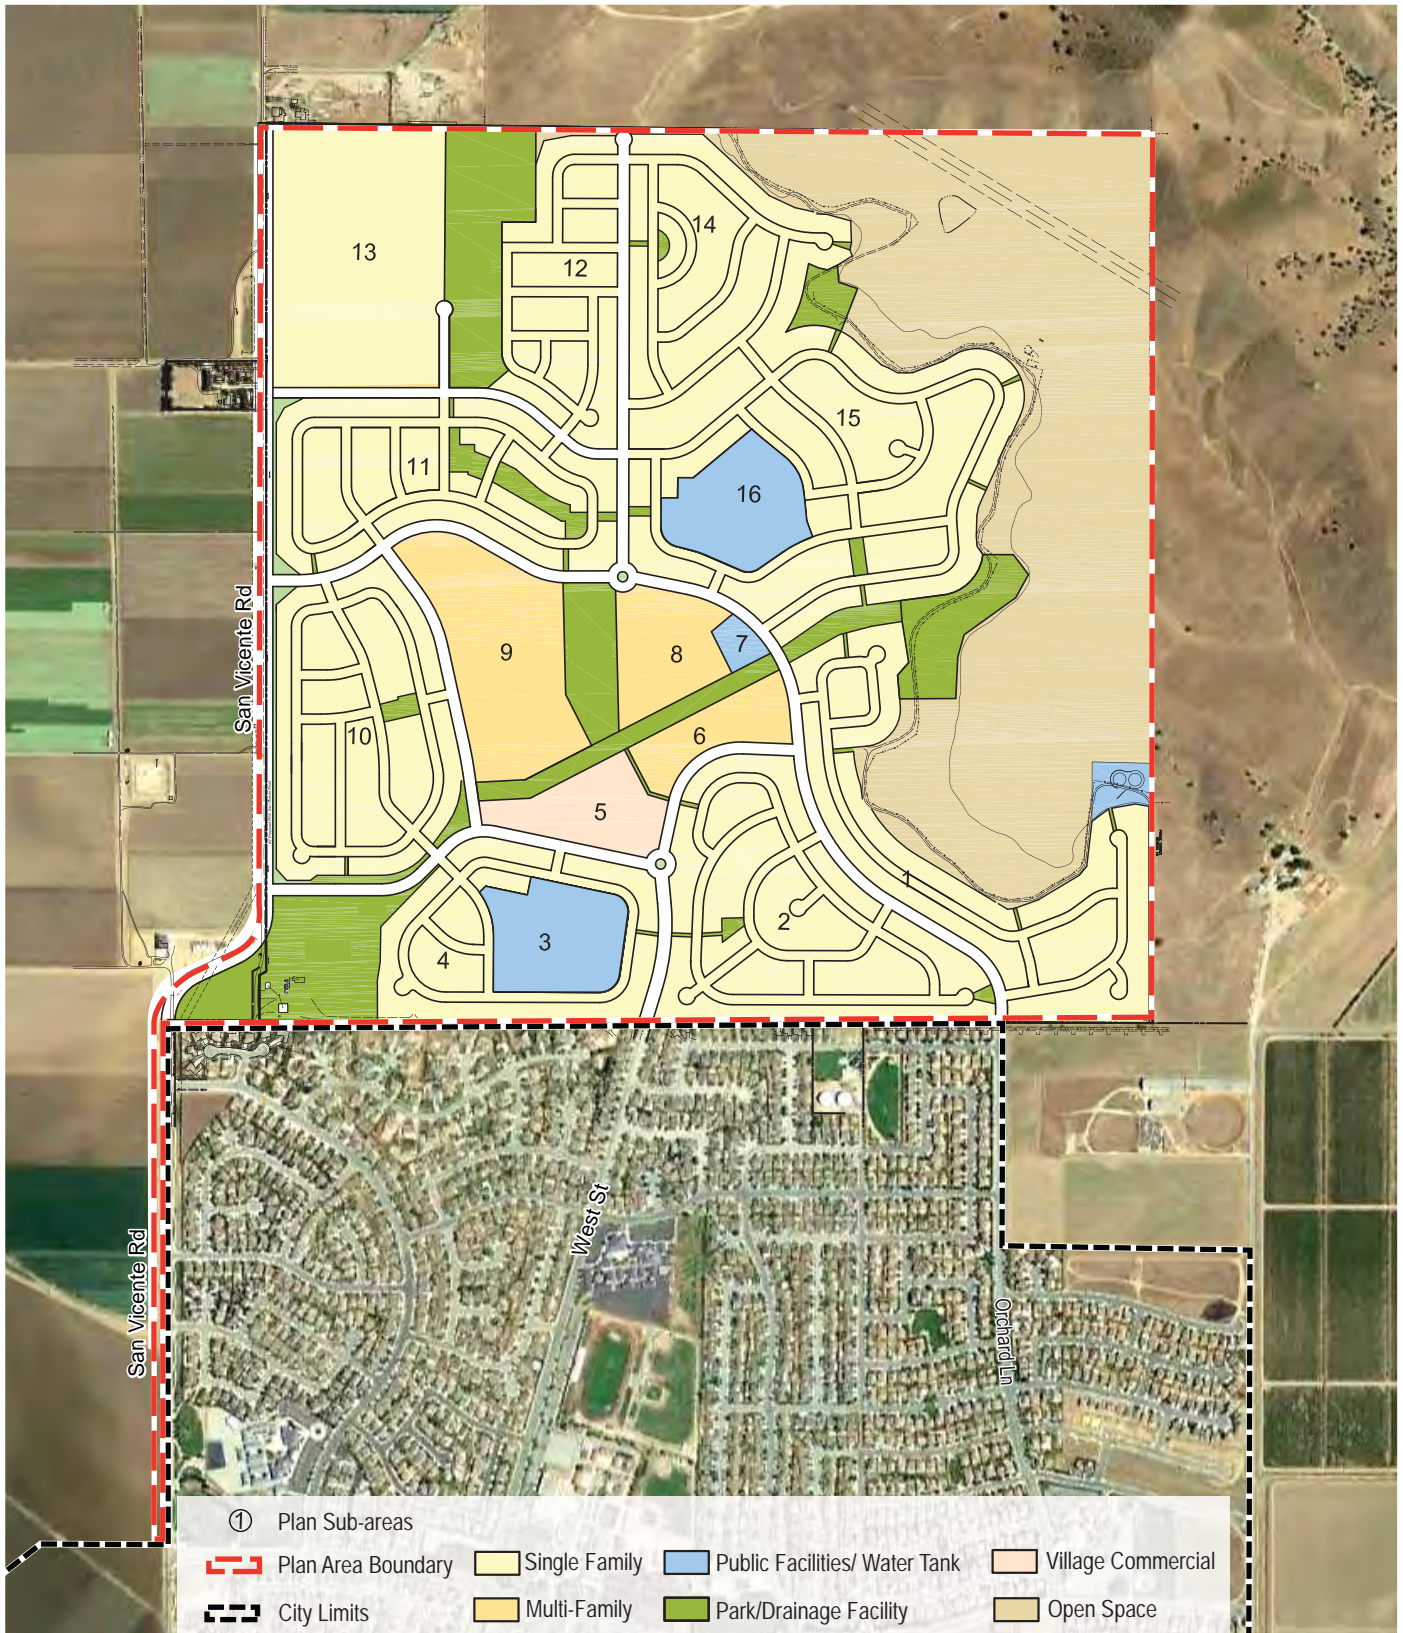 13
14
12
15
11
16
San Vicente Rd
7
9
8
6
10
5
1
2
3
4
West St
San Vicente Rd
Orchard Ln
1 Plan Sub-areas
Plan Area Boundary
Single Family
Public Facilities/ Water Tank
Village Commercial
City Limits
Multi-Family
Park/Drainage Facility
Open Space